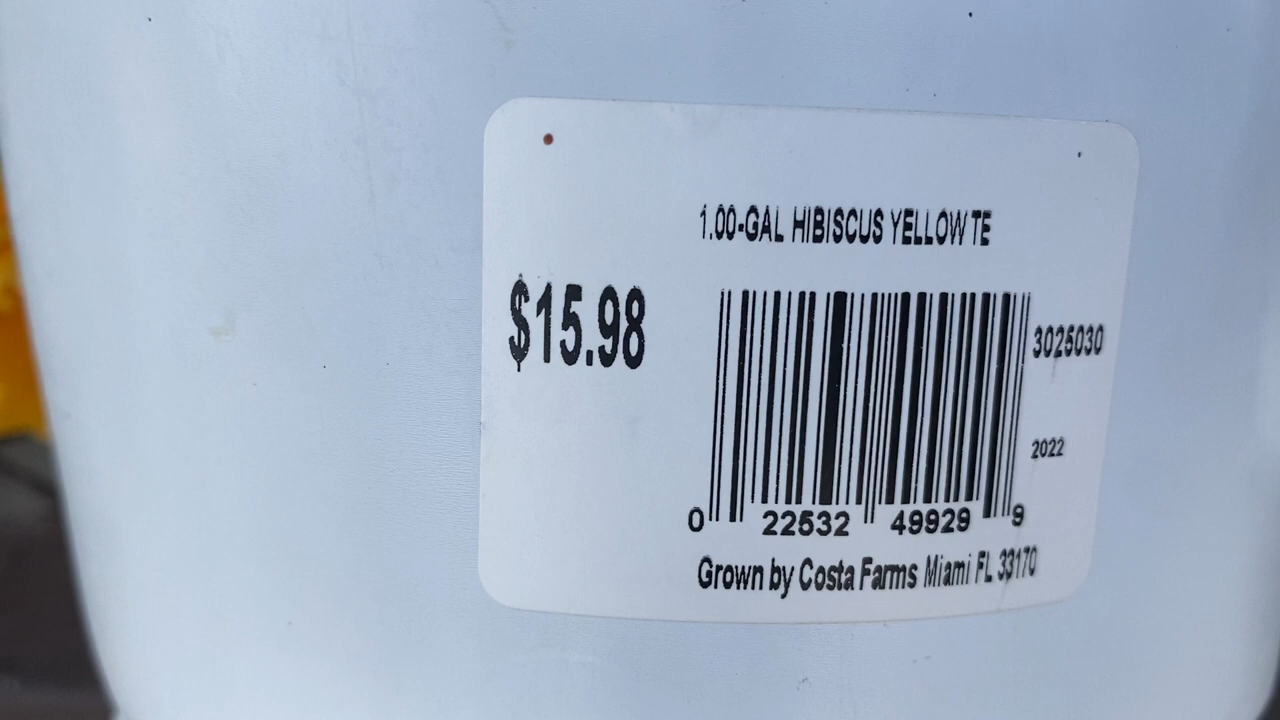 1.00-GAL HIBISCUS YELLOW TE
$15.98
3025030
2022
0 22532 49929 9
Grown by Costa Farms Miami FL 33170